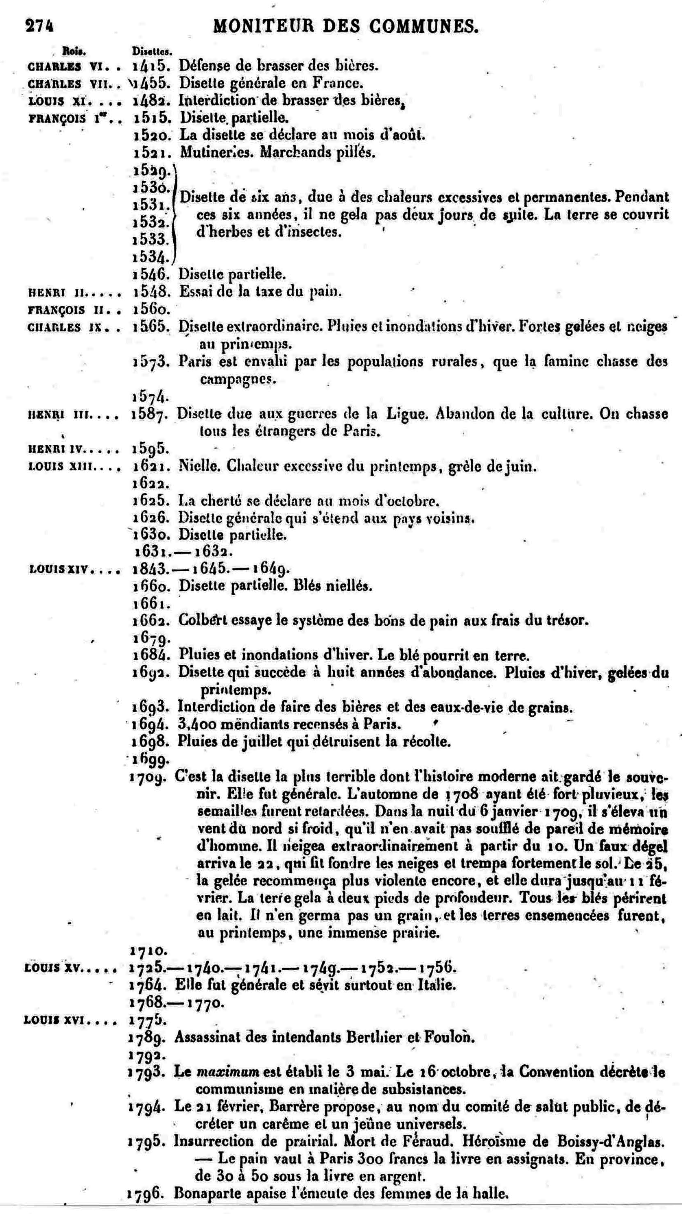 274 MONITEUR DES COMMUNES.
Rois. Disettes.
CHARLES VI. . 1415. Défense de brasser des bières.
CHARLES VII. . 1455. Disette générale en France.
LOUIS XI. . . . 1482. Interdiction de brasser des bières.
FRANÇOIS Ier. . 1515. Disette partielle.
1520. La disette se déclare au mois d'août.
1521. Mutineries. Marchands pillés.
1529.
1530.
1531.
1532.
1533.
1534.
Disette de six ans, due à des chaleurs excessives et permanentes. Pendant
ces six années, il ne gela pas deux jours de suite. La terre se couvrit
d'herbes et d'insectes.
1546. Disette partielle.
HENRI II. . . . . 1548. Essai de la taxe du pain.
FRANÇOIS II. . 1560.
CHARLES IX. . 1565. Disette extraordinaire. Pluies et inondations d'hiver. Fortes gelées et neiges
au printemps.
1573. Paris est envahi par les populations rurales, que la famine chasse des
campagnes.
1574.
HENRI III. . . . 1587. Disette due aux guerres de la Ligue. Abandon de la culture. On chasse
tous les étrangers de Paris.
HENRI IV. . . . . 1595.
LOUIS XIII. . . . 1621. Nielle. Chaleur excessive du printemps, grêle de juin.
1622.
1625. La cherté se déclare au mois d'octobre.
1626. Disette générale qui s'étend aux pays voisins.
1630. Disette partielle.
1631.—1632.
LOUIS XIV. . . . 1843.—1645.—1649.
1660. Disette partielle. Blés niellés.
1661.
1662. Colbert essaye le système des bons de pain aux frais du trésor.
1679.
1684. Pluies et inondations d'hiver. Le blé pourrit en terre.
1692. Disette qui succède à huit années d'abondance. Pluies d'hiver, gelées du
printemps.
1693. Interdiction de faire des bières et des eaux-de-vie de grains.
1694. 3,400 mendiants recensés à Paris.
1698. Pluies de juillet qui détruisent la récolte.
1699.
1709. C'est la disette la plus terrible dont l'histoire moderne ait gardé le souve-
nir. Elle fut générale. L'automne de 1708 ayant été fort pluvieux, les
semailles furent retardées. Dans la nuit du 6 janvier 1709, il s'éleva un
vent du nord si froid, qu'il n'en avait pas soufflé de pareil de mémoire
d'homme. Il neigea extraordinairement à partir du 10. Un faux dégel
arriva le 22, qui fit fondre les neiges et trempa fortement le sol. Le 25,
la gelée recommença plus violente encore, et elle dura jusqu'au 11 fé-
vrier. La terre gela à deux pieds de profondeur. Tous les blés périrent
en lait. Il n'en germa pas un grain, et les terres ensemencées furent,
au printemps, une immense prairie.
1710.
LOUIS XV. . . . . 1725.—1740.—1741.—1749.—1752.—1756.
1764. Elle fut générale et sévit surtout en Italie.
1768.—1770.
LOUIS XVI. . . . 1775.
1789. Assassinat des intendants Berthier et Foulon.
1792.
1793. Le maximum est établi le 3 mai. Le 16 octobre, la Convention décrète le
communisme en matière de subsistances.
1794. Le 21 février, Barrère propose, au nom du comité de salut public, de dé-
créter un carême et un jeûne universels.
1795. Insurrection de prairial. Mort de Féraud. Héroïsme de Boissy-d'Anglas.
— Le pain vaut à Paris 300 francs la livre en assignats. En province,
de 30 à 50 sous la livre en argent.
1796. Bonaparte apaise l'émeute des femmes de la halle.